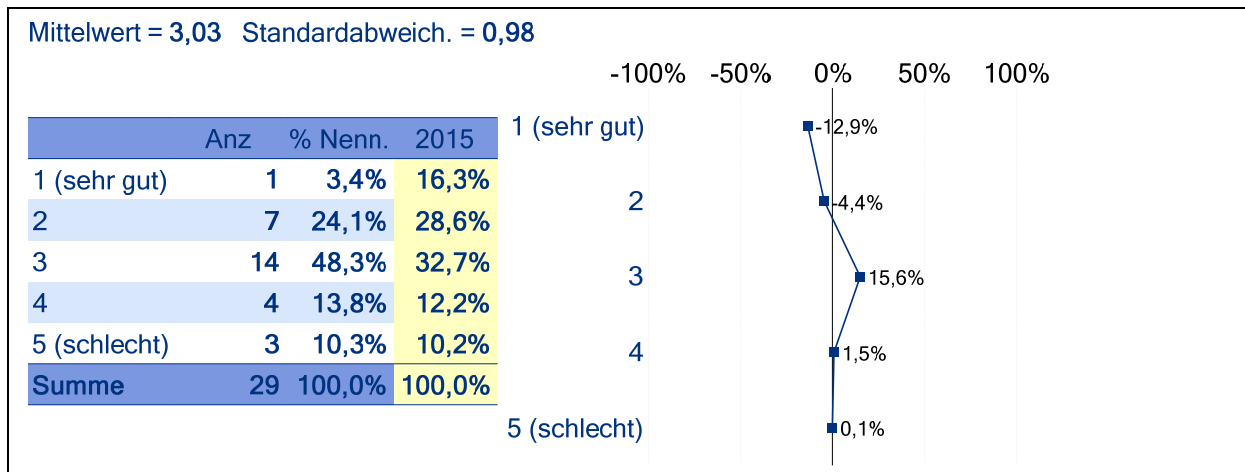 Mittelwert = 3,03 Standardabweich. = 0,98
-100% -50% 0% 50% 100%
Anz % Nenn. 2015
1 (sehr gut) 1 3,4% 16,3%
2 7 24,1% 28,6%
3 14 48,3% 32,7%
4 4 13,8% 12,2%
5 (schlecht) 3 10,3% 10,2%
Summe 29 100,0% 100,0%
1 (sehr gut) -12,9%
2 -4,4%
3 15,6%
4 1,5%
5 (schlecht) 0,1%